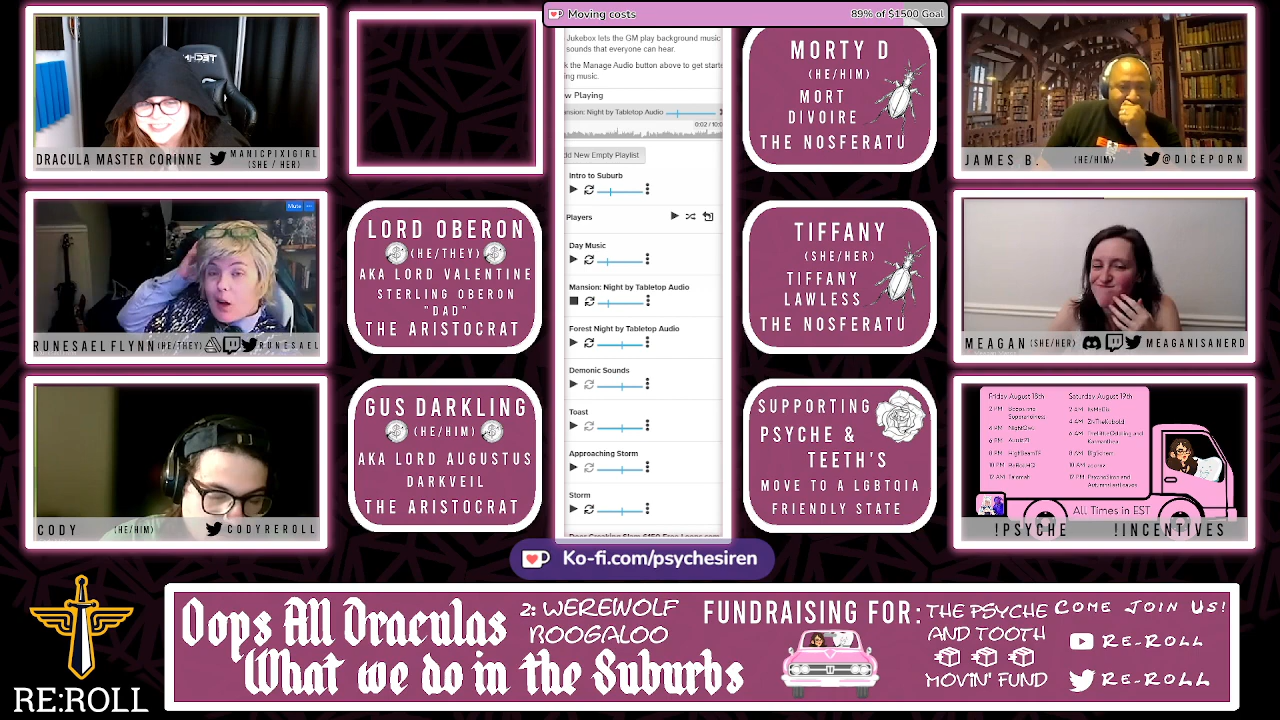 Moving costs
89% of $1500 Goal
DRACULA MASTER CORINNE
MANICPIXIGIRL
(SHE / HER)
Mute
RUNESAELFLYNN (HE/THEY)
RUNESAEL
CODY
(HE/HIM)
CODYREROLL
LORD OBERON
(HE/THEY)
AKA LORD VALENTINE
STERLING OBERON
"DAD"
THE ARISTOCRAT
GUS DARKLING
(HE/HIM)
AKA LORD AUGUSTUS
DARKVEIL
THE ARISTOCRAT
Jukebox lets the GM play background music
sounds that everyone can hear.
k the Manage Audio button above to get starte
ing music.
w Playing
ansion: Night by Tabletop Audio
dd New Empty Playlist
Intro to Suburb
Players
Day Music
Mansion: Night by Tabletop Audio
Forest Night by Tabletop Audio
Demonic Sounds
Toast
Approaching Storm
Storm
Ko-fi.com/psychesiren
MORTY D
(HE/HIM)
MORT
DIVOIRE
THE NOSFERATU
TIFFANY
(SHE/HER)
TIFFANY
LAWLESS
THE NOSFERATU
SUPPORTING
PSYCHE &
TEETH'S
MOVE TO A LGBTQIA
FRIENDLY STATE
JAMES B.
(HE/HIM)
@DICEPORN
MEAGAN (SHE/HER)
MEAGANISANERD
Friday August 18th
Saturday August 19th
All Times in EST
!PSYCHE
!INCENTIVES
RE:ROLL
Oops All Draculas
2: WEREWOLF
BOOGALOO
What we do in the Suburbs
FUNDRAISING FOR:
THE PSYCHE
AND TOOTH
MOVIN' FUND
COME JOIN US!
RE-ROLL
RE-ROLL